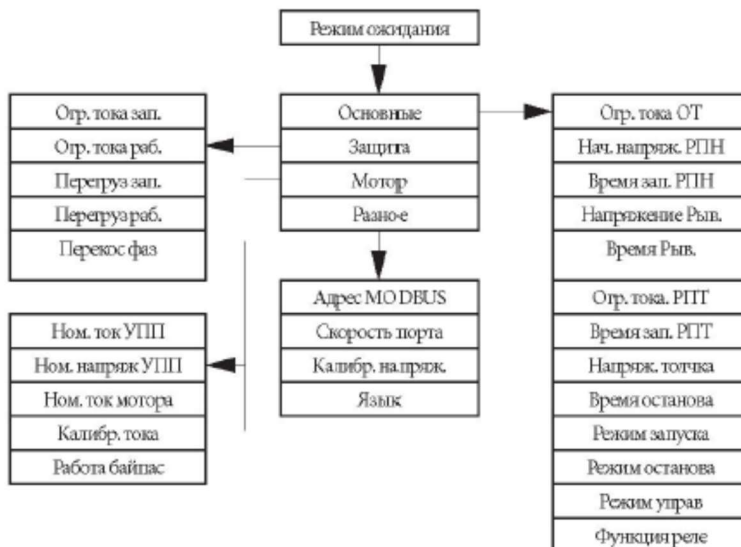 Режим ожидания
Огр. тока зап.
Огр. тока раб.
Перегруз зап.
Перегруз раб.
Перекос фаз
Основные
Защита
Мотор
Разное
Огр. тока ОТ
Нач. напряж. РПН
Время зап. РПН
Напряжение Рыв.
Время Рыв.
Огр. тока. РПТ
Время зап. РПТ
Напряж. толчка
Время останова
Режим запуска
Режим останова
Режим управ
Функция реле
Адрес MODBUS
Скорость порта
Калибр. напряж.
Язык
Ном. ток УПП
Ном. напряж УПП
Ном. ток мотора
Калибр. тока
Работа байпас